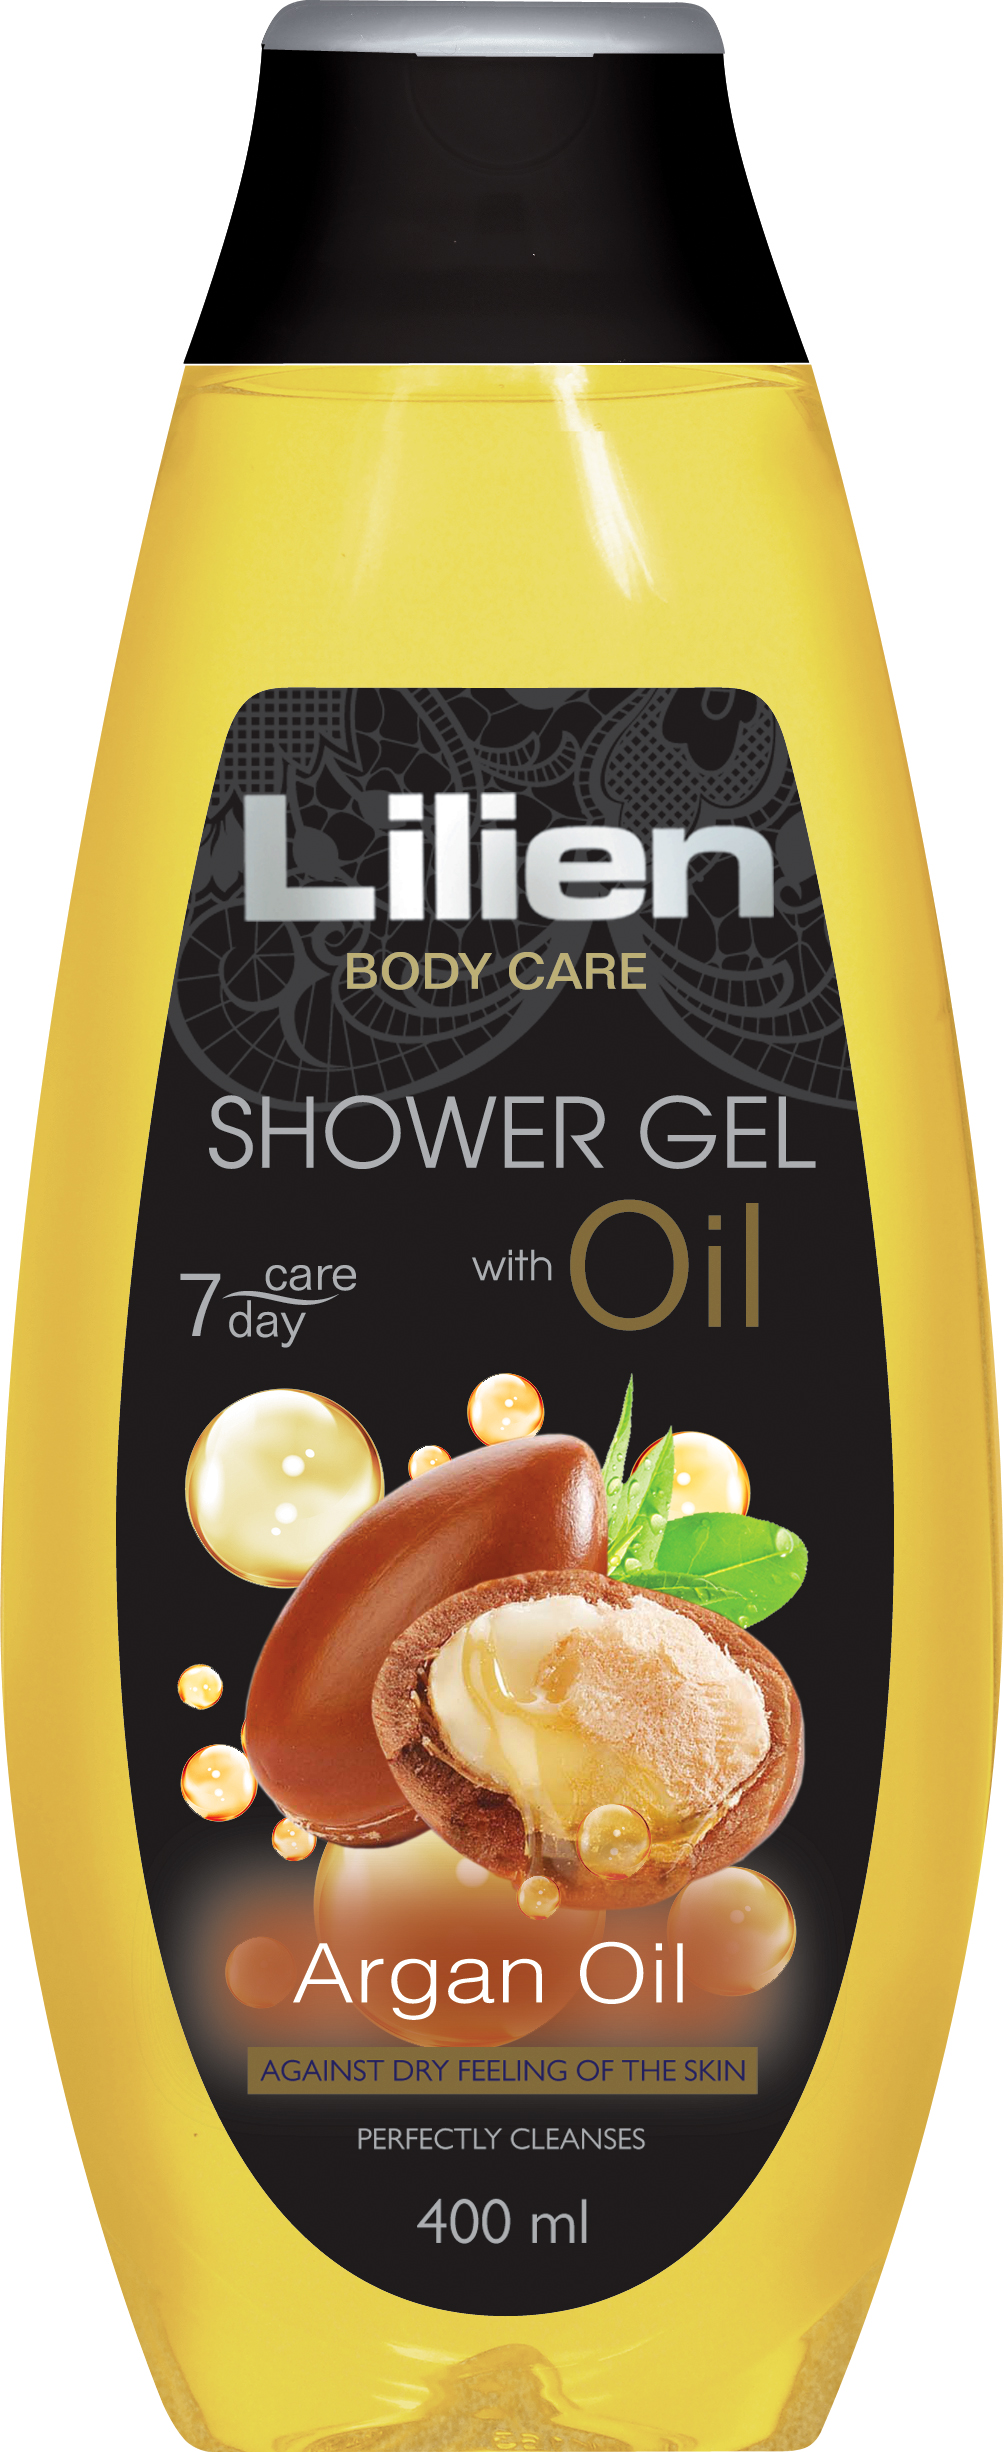 Lilien
BODY CARE
SHOWER GEL
with Oil
7 day care
Argan Oil
AGAINST DRY FEELING OF THE SKIN
PERFECTLY CLEANSES
400 ml